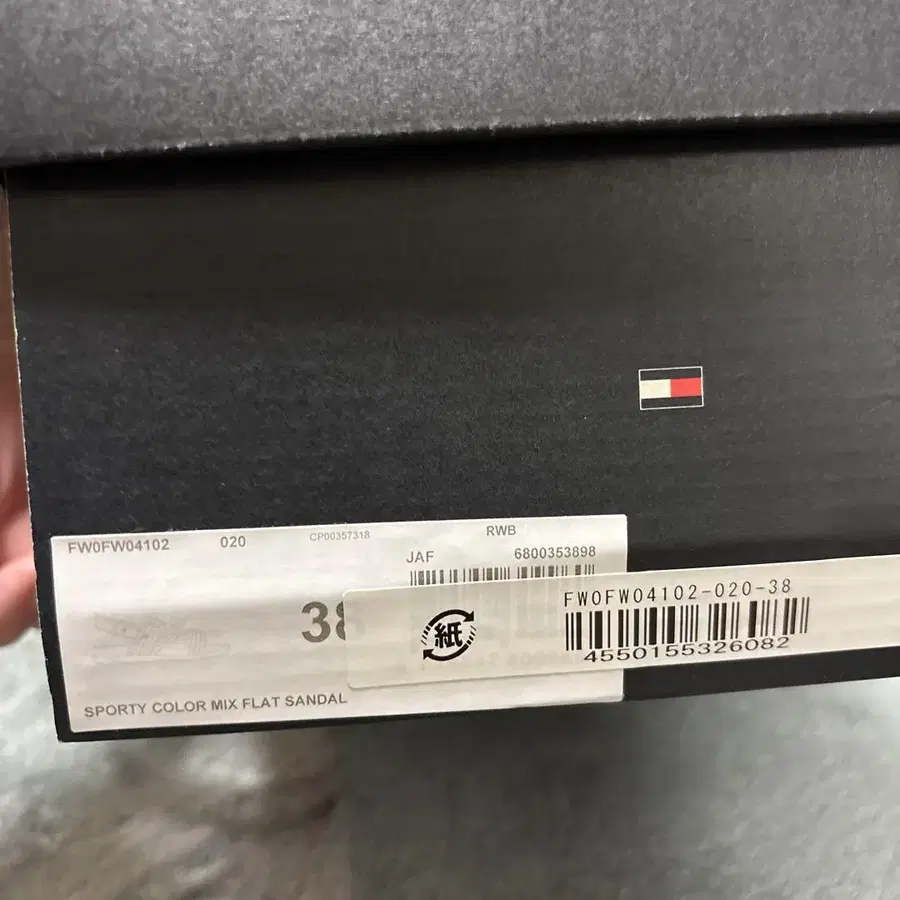 FW0FW04102 020 CP00357318 RWB
JAF 6800353898
38
SPORTY COLOR MIX FLAT SANDAL
紙
FW0FW04102-020-38
4550155326082